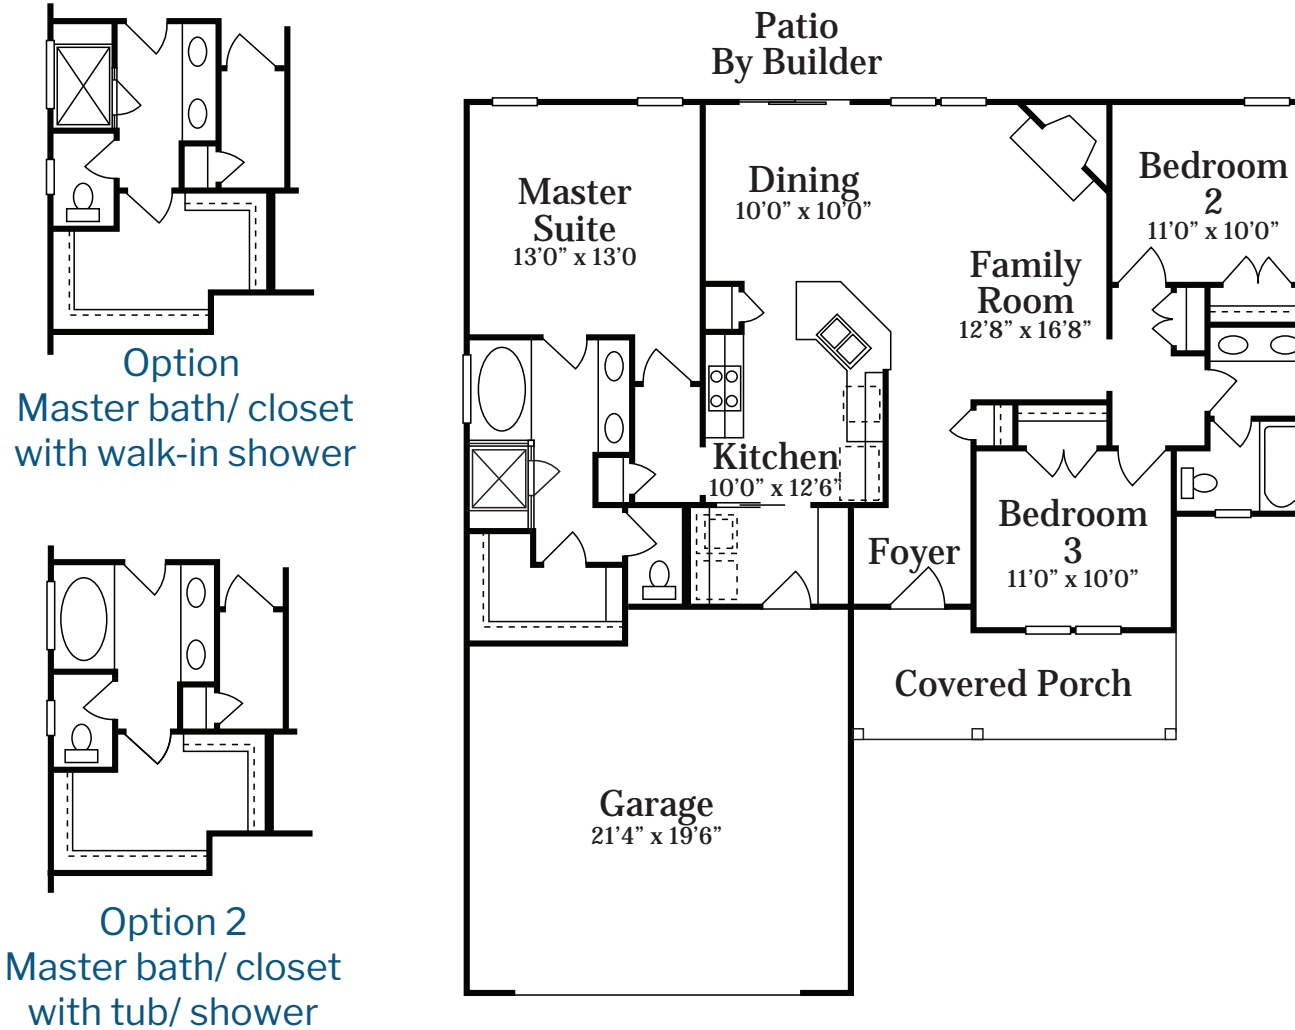 Patio
By Builder
Master
Suite
13’0” x 13’0
Dining
10’0” x 10’0”
Bedroom
2
11’0” x 10’0”
Family
Room
12’8” x 16’8”
Kitchen
10’0” x 12’6”
Foyer
Bedroom
3
11’0” x 10’0”
Covered Porch
Garage
21’4” x 19’6”
Option
Master bath/ closet
with walk-in shower
Option 2
Master bath/ closet
with tub/ shower